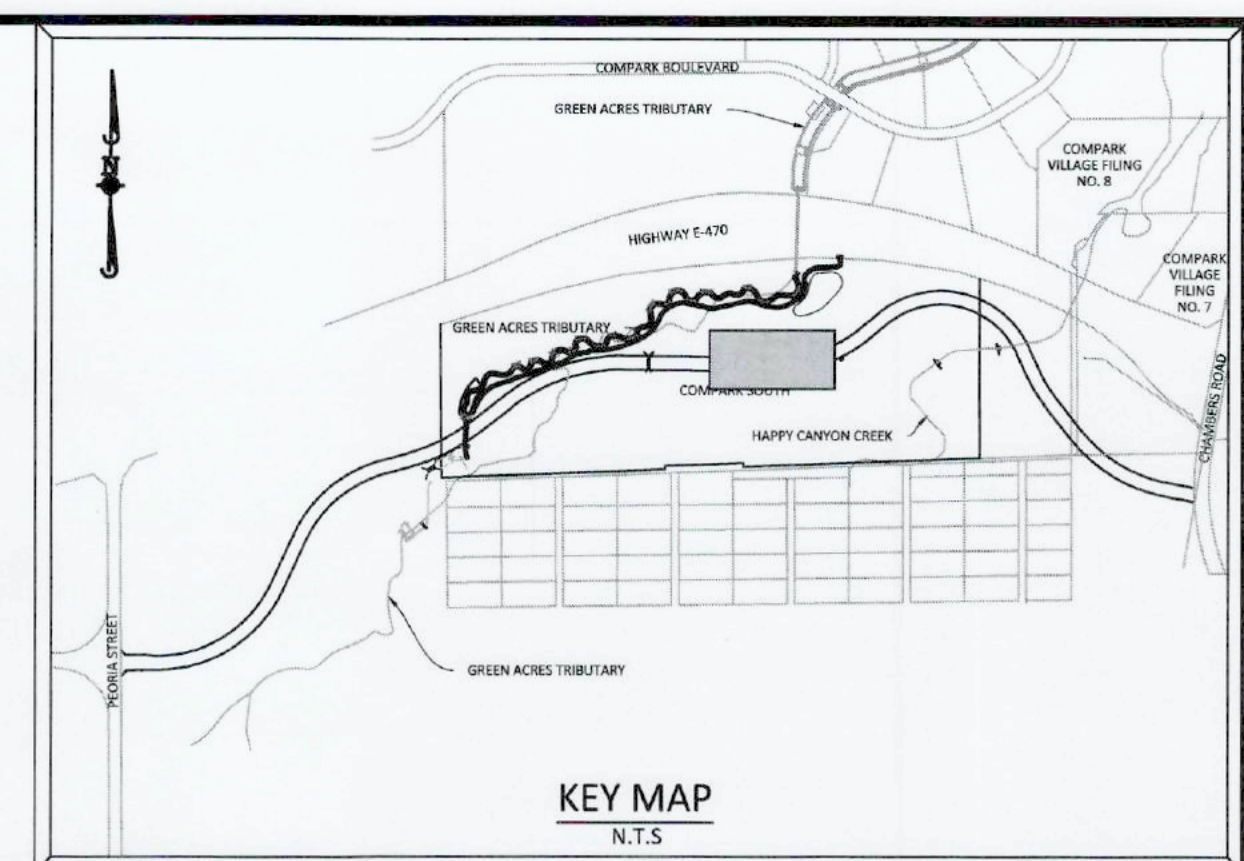 COMPARK BOULEVARD
GREEN ACRES TRIBUTARY
COMPARK
VILLAGE FILING
NO. 8
N
HIGHWAY E-470
COMPARK
VILLAGE
FILING
NO. 7
GREEN ACRES TRIBUTARY
COMPARK SOUTH
HAPPY CANYON CREEK
CHAMBERS ROAD
PEORIA STREET
GREEN ACRES TRIBUTARY
KEY MAP
N.T.S